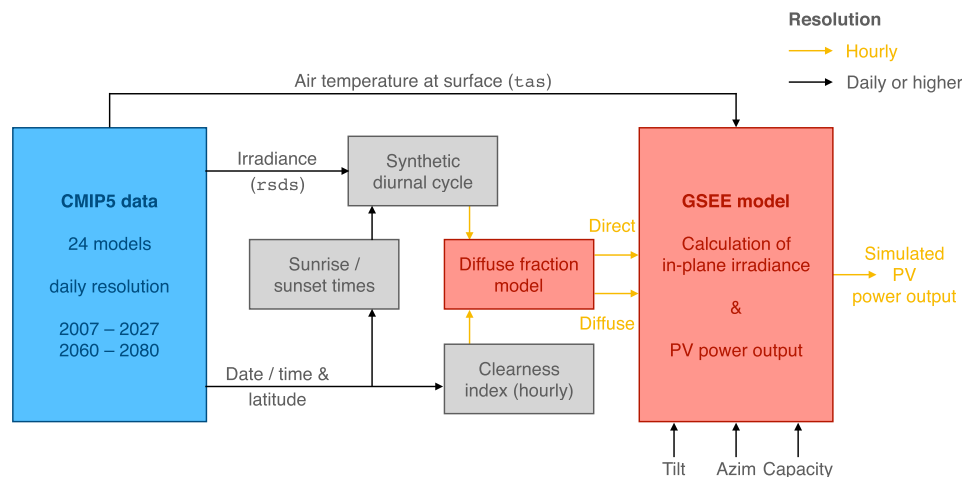 Resolution
Hourly
Daily or higher
Air temperature at surface (tas)
CMIP5 data
24 models
daily resolution
2007 – 2027
2060 – 2080
Irradiance
(rsds)
Synthetic
diurnal cycle
Sunrise /
sunset times
Date / time &
latitude
Diffuse fraction
model
Clearness
index (hourly)
Direct
Diffuse
GSEE model
Calculation of
in-plane irradiance
&
PV power output
Simulated
PV
power output
Tilt
Azim
Capacity